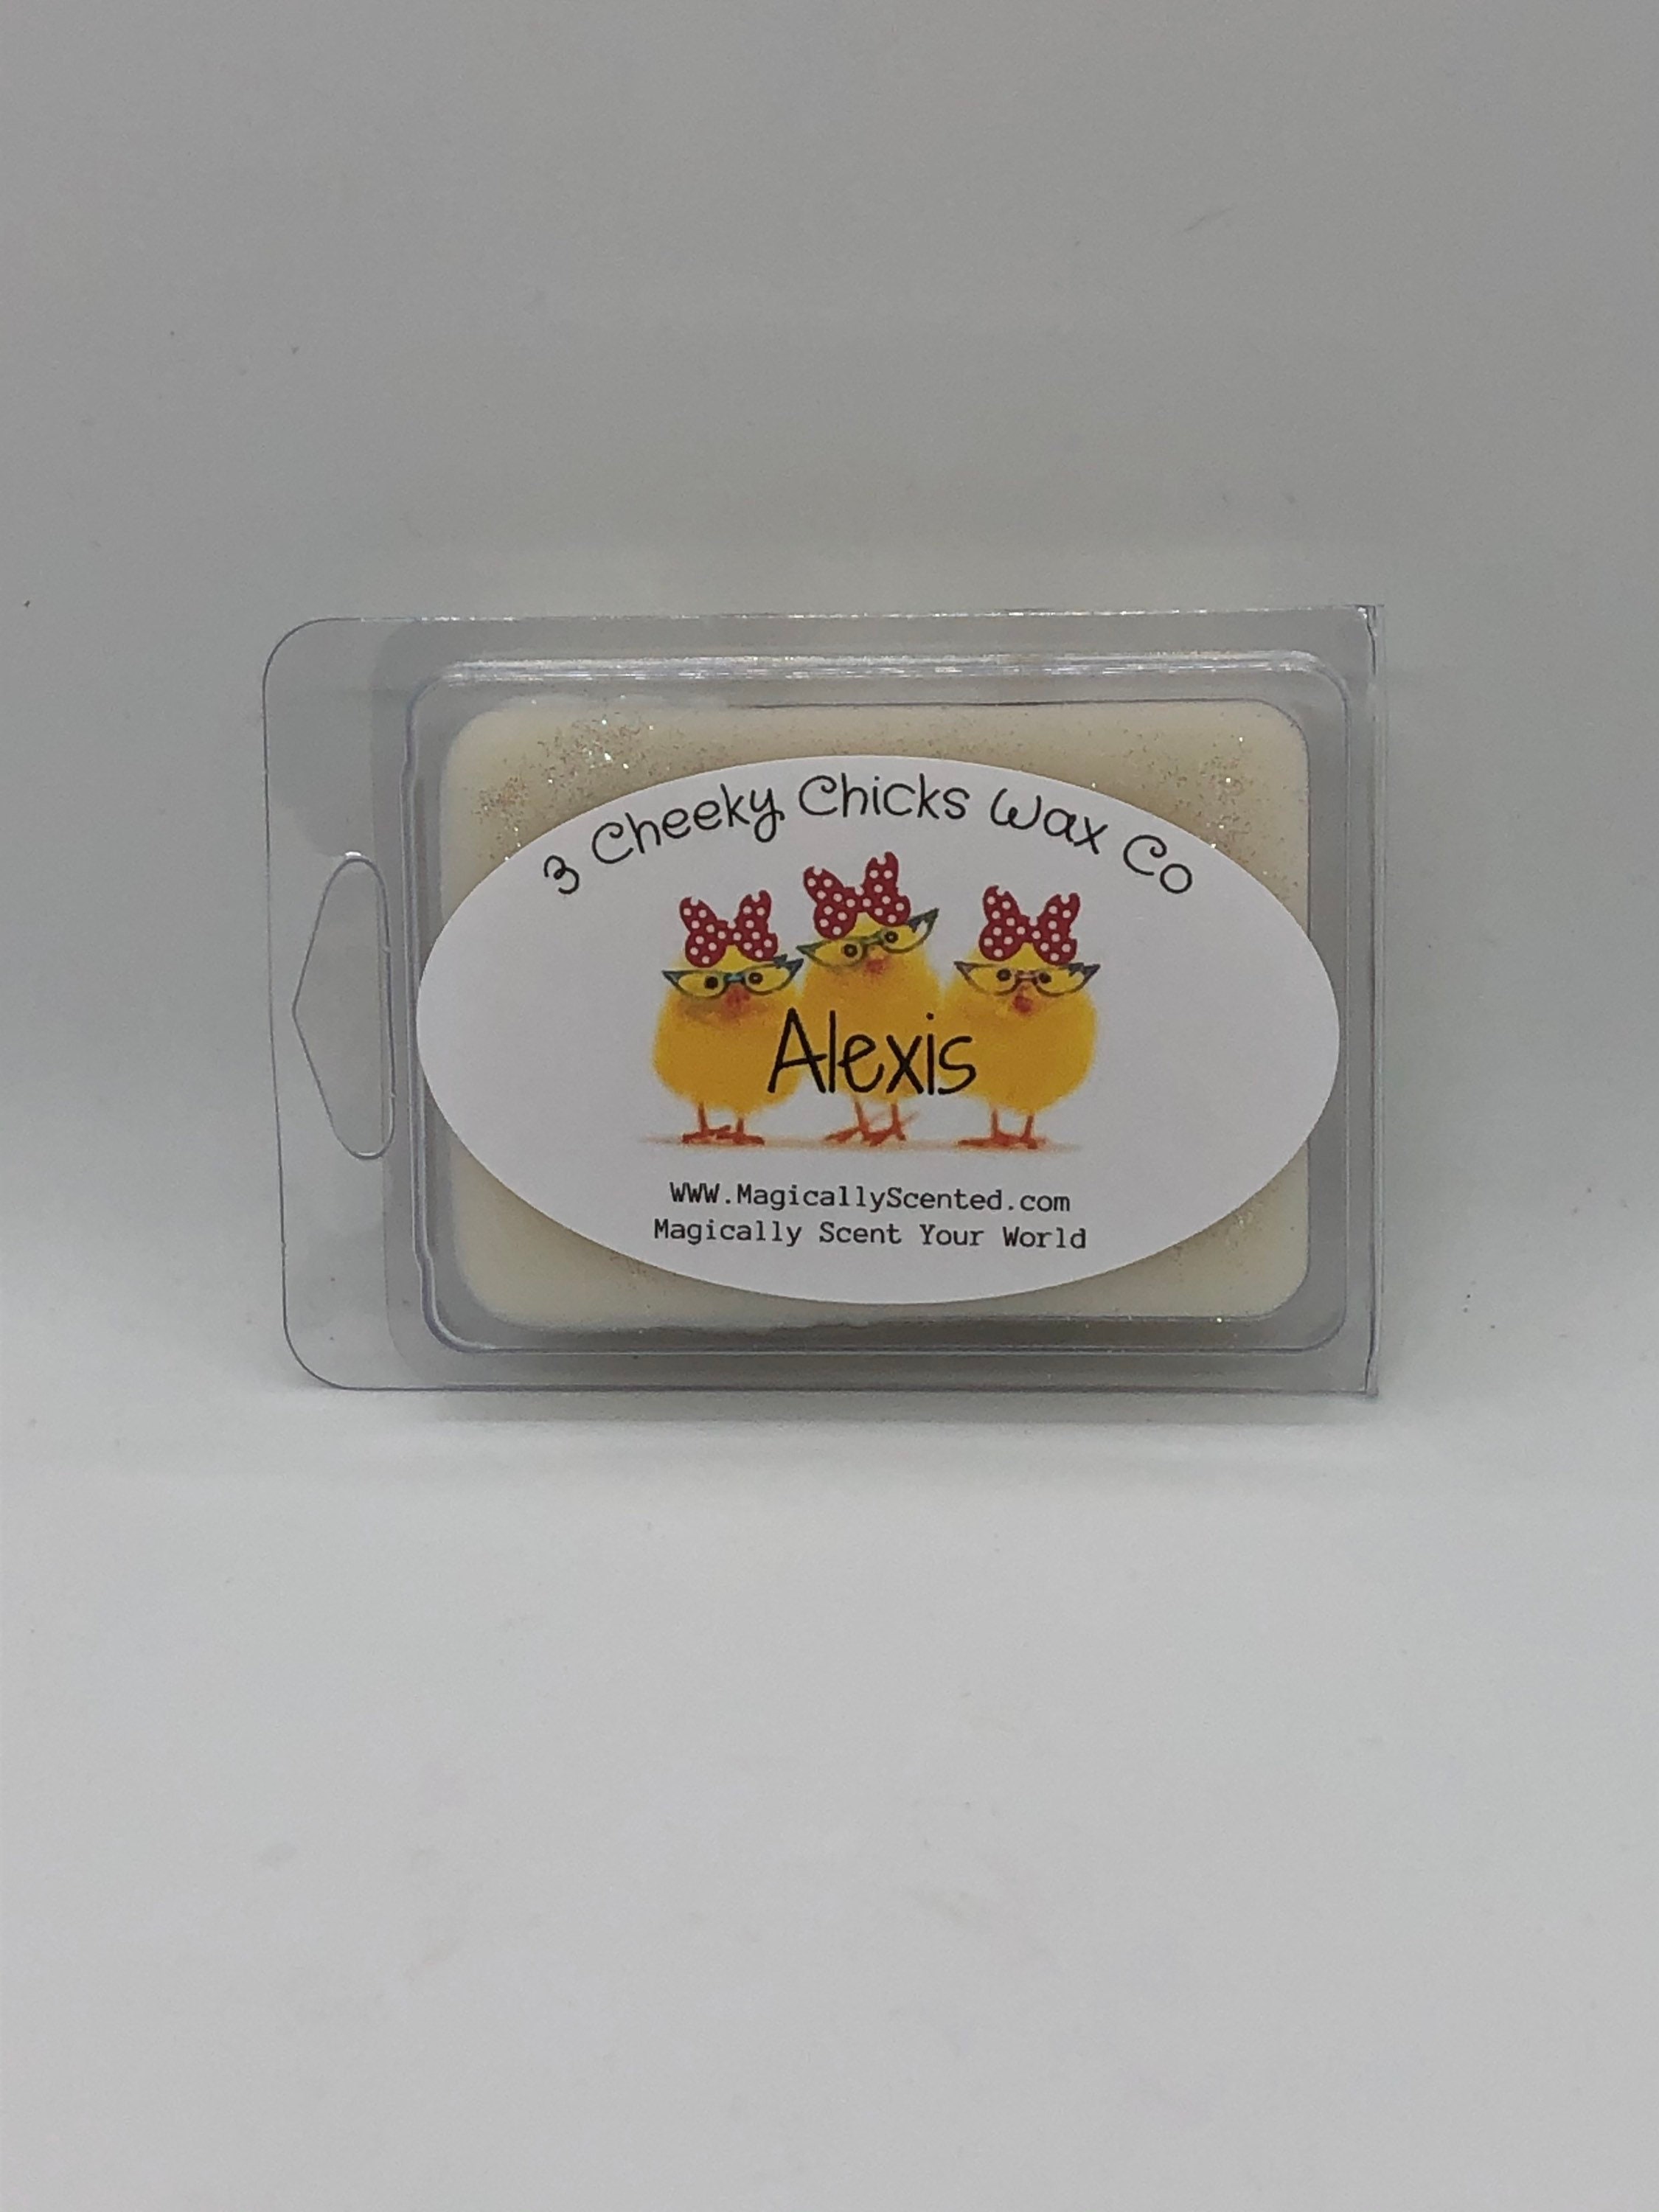 3 Cheeky Chicks Wax Co
Alexis
WWW.MagicallyScented.com
Magically Scent Your World